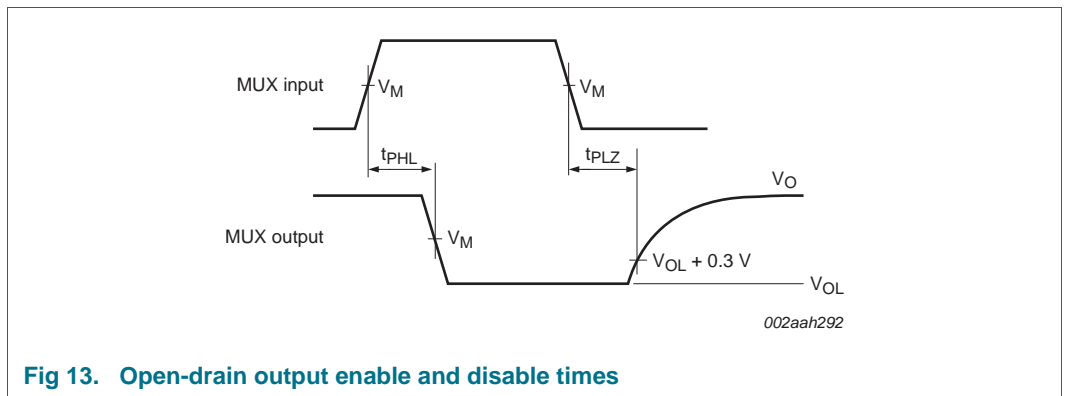 MUX input
VM
VM
tPHL
tPLZ
VO
MUX output
VM
VOL + 0.3 V
VOL
002aah292
Fig 13. Open-drain output enable and disable times